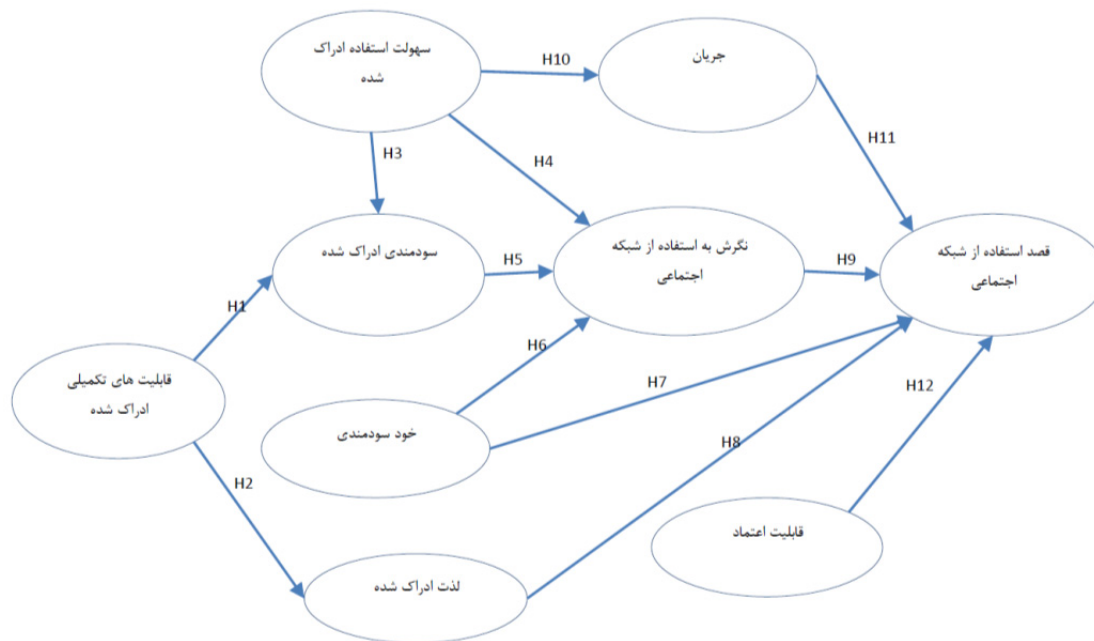 سهولت استفاده ادراک
شده
H10
جریان
H3
H4
H11
سودمندی ادراک شده
H5
نگرش به استفاده از شبکه
اجتماعی
H9
قصد استفاده از شبکه
اجتماعی
H1
H6
قابلیت های تکمیلی
ادراک شده
H7
H12
خود سودمندی
H8
H2
قابلیت اعتماد
لذت ادراک شده